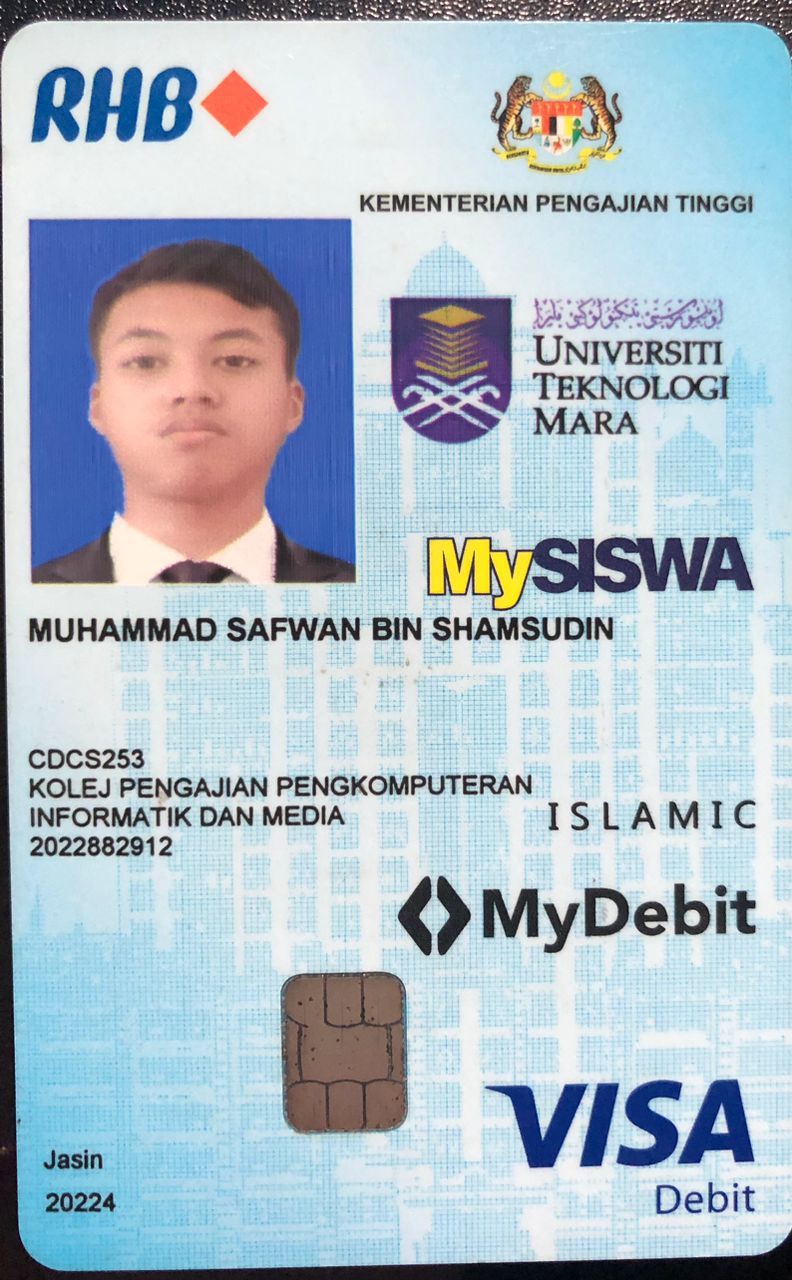 RHB
KEMENTERIAN PENGAJIAN TINGGI
اونيۏرسيتي تيكنولوݢي مارا
UNIVERSITI
TEKNOLOGI
MARA
MySISWA
MUHAMMAD SAFWAN BIN SHAMSUDIN
CDCS253
KOLEJ PENGAJIAN PENGKOMPUTERAN
INFORMATIK DAN MEDIA
2022882912
ISLAMIC
MyDebit
VISA
Debit
Jasin
20224